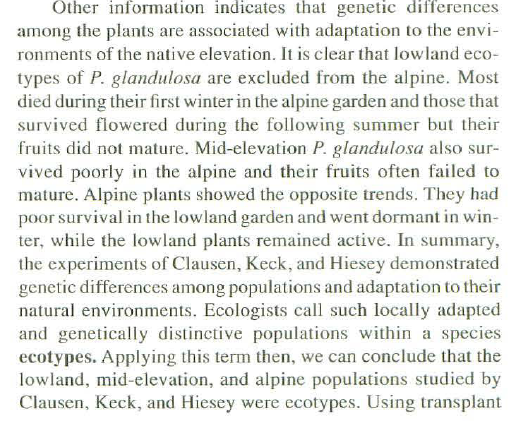 Other information indicates that genetic differences
among the plants are associated with adaptation to the envi-
ronments of the native elevation. It is clear that lowland eco-
types of P. glandulosa are excluded from the alpine. Most
died during their first winter in the alpine garden and those that
survived flowered during the following summer but their
fruits did not mature. Mid-elevation P. glandulosa also sur-
vived poorly in the alpine and their fruits often failed to
mature. Alpine plants showed the opposite trends. They had
poor survival in the lowland garden and went dormant in win-
ter, while the lowland plants remained active. In summary,
the experiments of Clausen, Keck, and Hiesey demonstrated
genetic differences among populations and adaptation to their
natural environments. Ecologists call such locally adapted
and genetically distinctive populations within a species
ecotypes. Applying this term then, we can conclude that the
lowland, mid-elevation, and alpine populations studied by
Clausen, Keck, and Hiesey were ecotypes. Using transplant